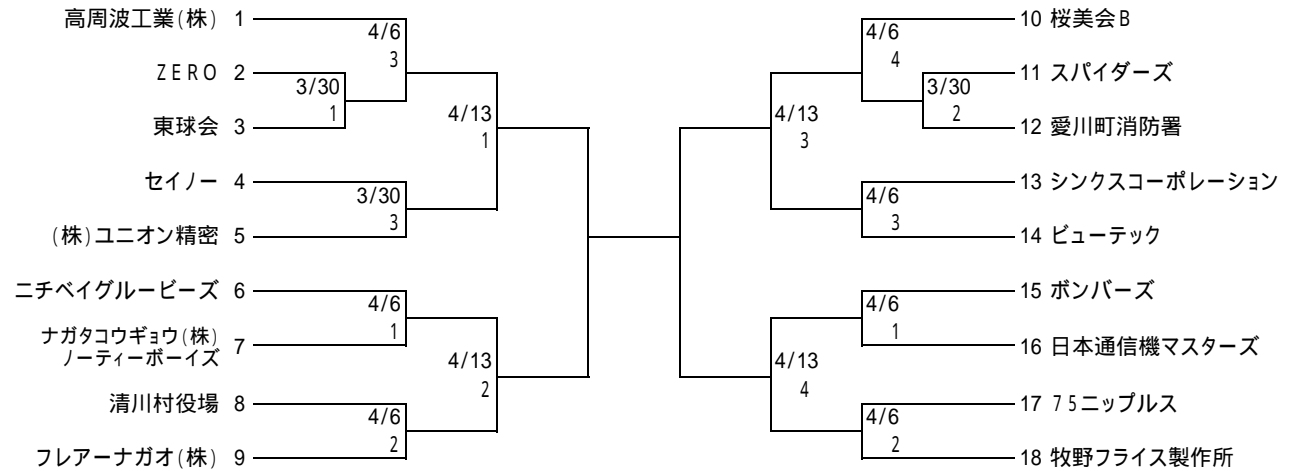 高周波工業(株) 1
4/6
3
ZERO 2
3/30
1
東球会 3
4/13
1
セイノー 4
3/30
3
(株)ユニオン精密 5
ニチベイグルービーズ 6
4/6
1
ナガタコウギョウ(株)
ノーティーボーイズ 7
4/13
2
清川村役場 8
4/6
2
フレアーナガオ(株) 9
10 桜美会B
4/6
4
11 スパイダーズ
3/30
2
12 愛川町消防署
4/13
3
13 シンクスコーポレーション
4/6
3
14 ビューテック
15 ボンバーズ
4/6
1
16 日本通信機マスターズ
4/13
4
17 75ニップルス
4/6
2
18 牧野フライス製作所